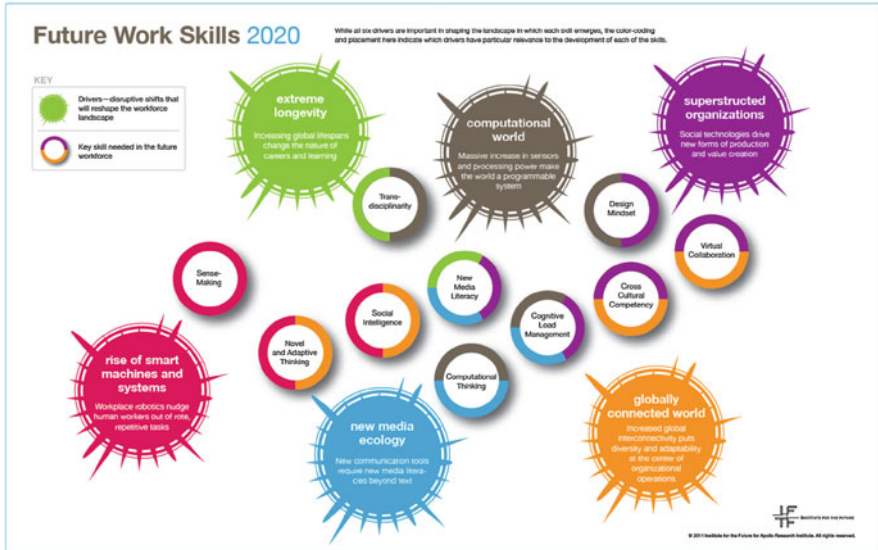 Future Work Skills 2020
While all six drivers are important in shaping the landscape in which each skill emerges, the color-coding
and placement here indicate which drivers have particular relevance to the development of each of the skills.
KEY
Drivers—disruptive shifts that
will reshape the workforce
landscape
Key skill needed in the future
workforce
extreme
longevity
Increasing global lifespans
change the nature of
careers and learning
computational
world
Massive increase in sensors
and processing power make
the world a programmable
system
superstructed
organizations
Social technologies drive
new forms of production
and value creation
Trans-
disciplinarity
Design
Mindset
Virtual
Collaboration
Sense-
Making
New
Media
Literacy
Cross
Cultural
Competency
Social
Intelligence
Cognitive
Load
Management
Novel
and Adaptive
Thinking
Computational
Thinking
rise of smart
machines and
systems
Workplace robotics nudge
human workers out of rote,
repetitive tasks
new media
ecology
New communication tools
require new media litera-
cies beyond text
globally
connected world
Increased global
interconnectivity puts
diversity and adaptability
at the center of
organizational
operations
INSTITUTE FOR THE FUTURE
© 2011 Institute for the Future for Apollo Research Institute. All rights reserved.